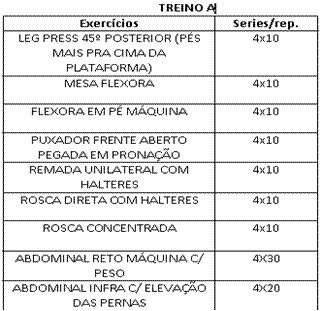 TREINO A
Exercícios Series/rep.
LEG PRESS 45º POSTERIOR (PÉS 4x10
MAIS PRA CIMA DA
PLATAFORMA)
MESA FLEXORA 4x10
FLEXORA EM PÉ MÁQUINA 4x10
PUXADOR FRENTE ABERTO 4x10
PEGADA EM PRONAÇÃO
REMADA UNILATERAL COM 4x10
HALTERES
ROSCA DIRETA COM HALTERES 4x10
ROSCA CONCENTRADA 4x10
ABDOMINAL RETO MÁQUINA C/ 4X30
PESO
ABDOMINAL INFRA C/ ELEVAÇÃO 4X20
DAS PERNAS